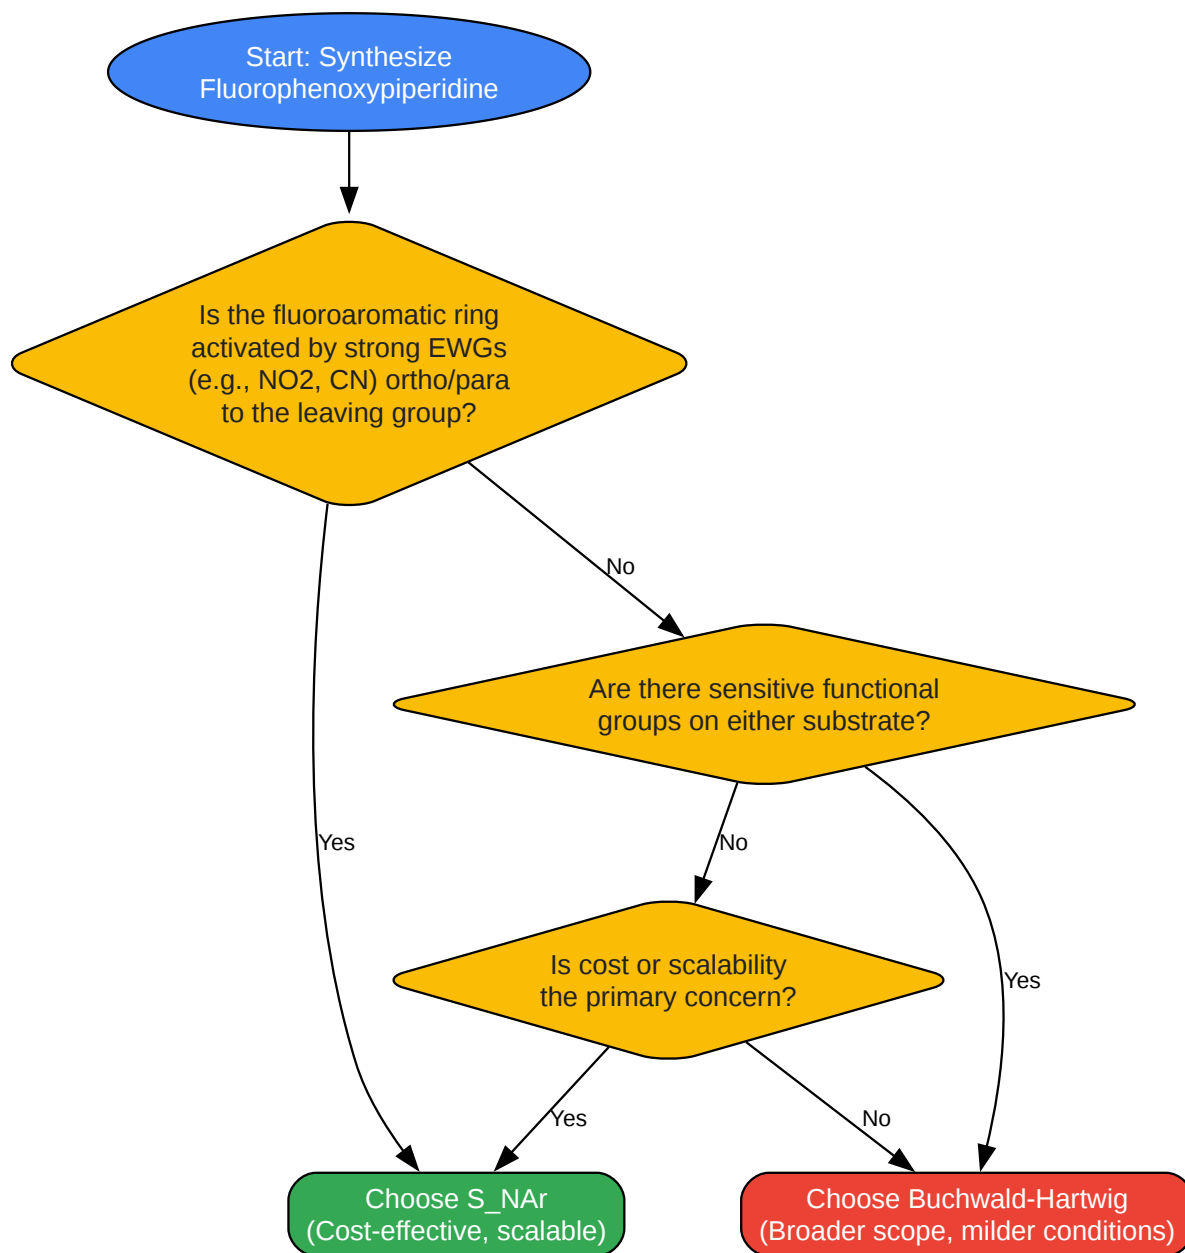 Start: Synthesize
Fluorophenoxypiperidine
Is the fluoroaromatic ring
activated by strong EWGs
(e.g., NO2, CN) ortho/para
to the leaving group?
No
Are there sensitive functional
groups on either substrate?
Yes
No
Is cost or scalability
the primary concern?
Yes
Yes
No
Choose S_NAr
(Cost-effective, scalable)
Choose Buchwald-Hartwig
(Broader scope, milder conditions)